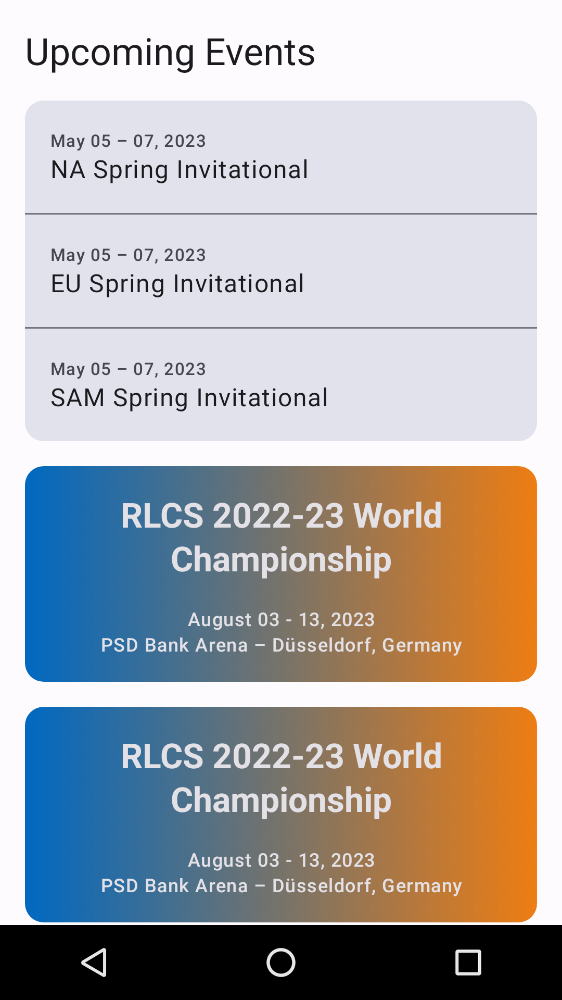 Upcoming Events
May 05 – 07, 2023
NA Spring Invitational
May 05 – 07, 2023
EU Spring Invitational
May 05 – 07, 2023
SAM Spring Invitational
RLCS 2022-23 World
Championship
August 03 - 13, 2023
PSD Bank Arena – Düsseldorf, Germany
RLCS 2022-23 World
Championship
August 03 - 13, 2023
PSD Bank Arena – Düsseldorf, Germany